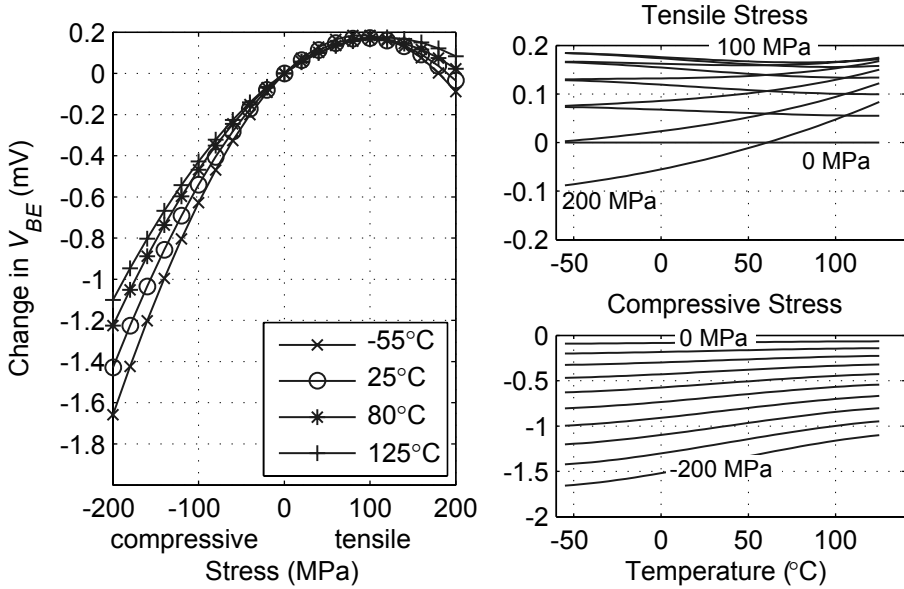 Change in V_BE (mV)
0.2
0
-0.2
-0.4
-0.6
-0.8
-1
-1.2
-1.4
-1.6
-1.8
-55°C
25°C
80°C
125°C
-200 -100 0 100 200
compressive tensile
Stress (MPa)
Tensile Stress
0.2
0.1
0
-0.1
0.2
100 MPa
0 MPa
200 MPa
-50 0 50 100
Compressive Stress
0
-0.5
-1
-1.5
-2
0 MPa
-200 MPa
-50 0 50 100
Temperature (°C)